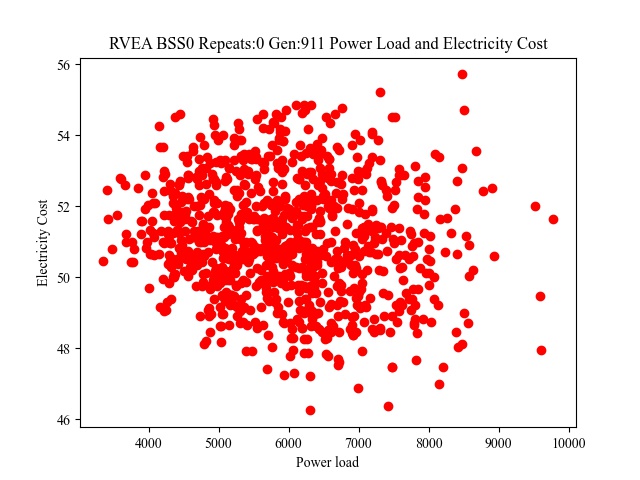 RVEA BSS0 Repeats:0 Gen:911 Power Load and Electricity Cost
56
54
52
50
48
46
Electricity Cost
4000 5000 6000 7000 8000 9000 10000
Power load